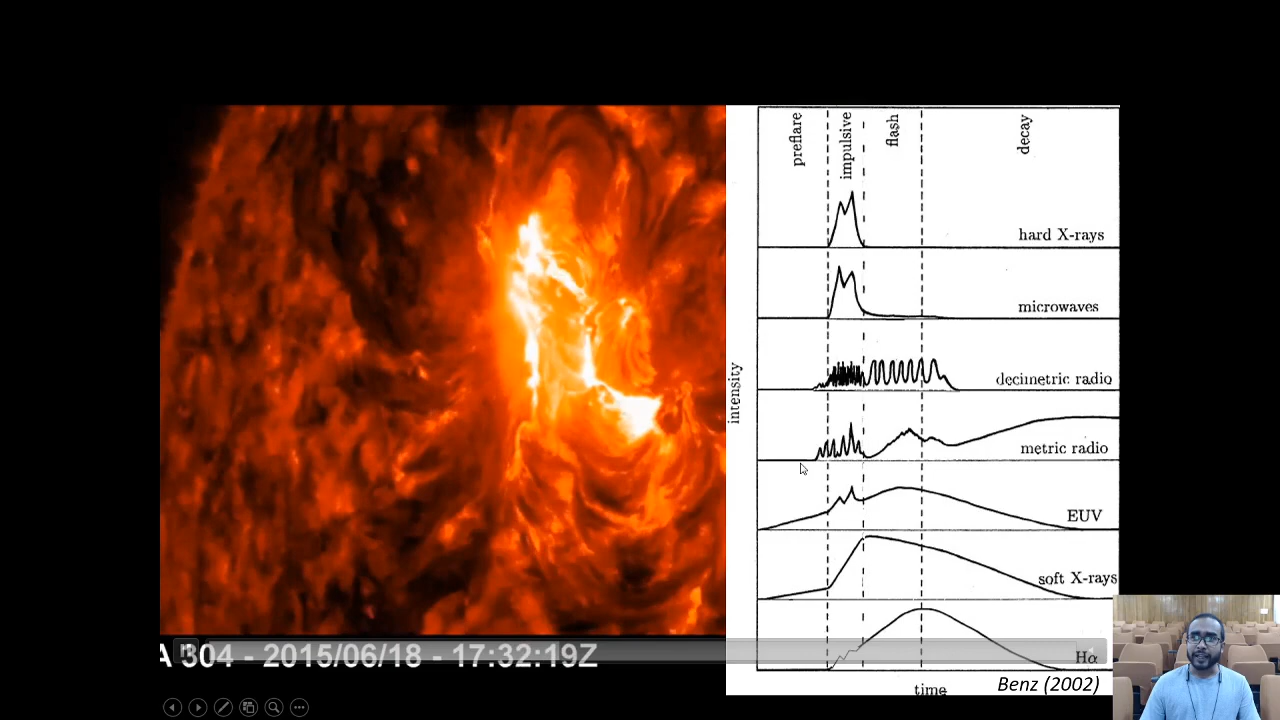 preflare
impulsive
flash
decay
hard X-rays
microwaves
decimetric radio
metric radio
EUV
soft X-rays
Hα
intensity
time
Benz (2002)
304 - 2015/06/18 - 17:32:19Z